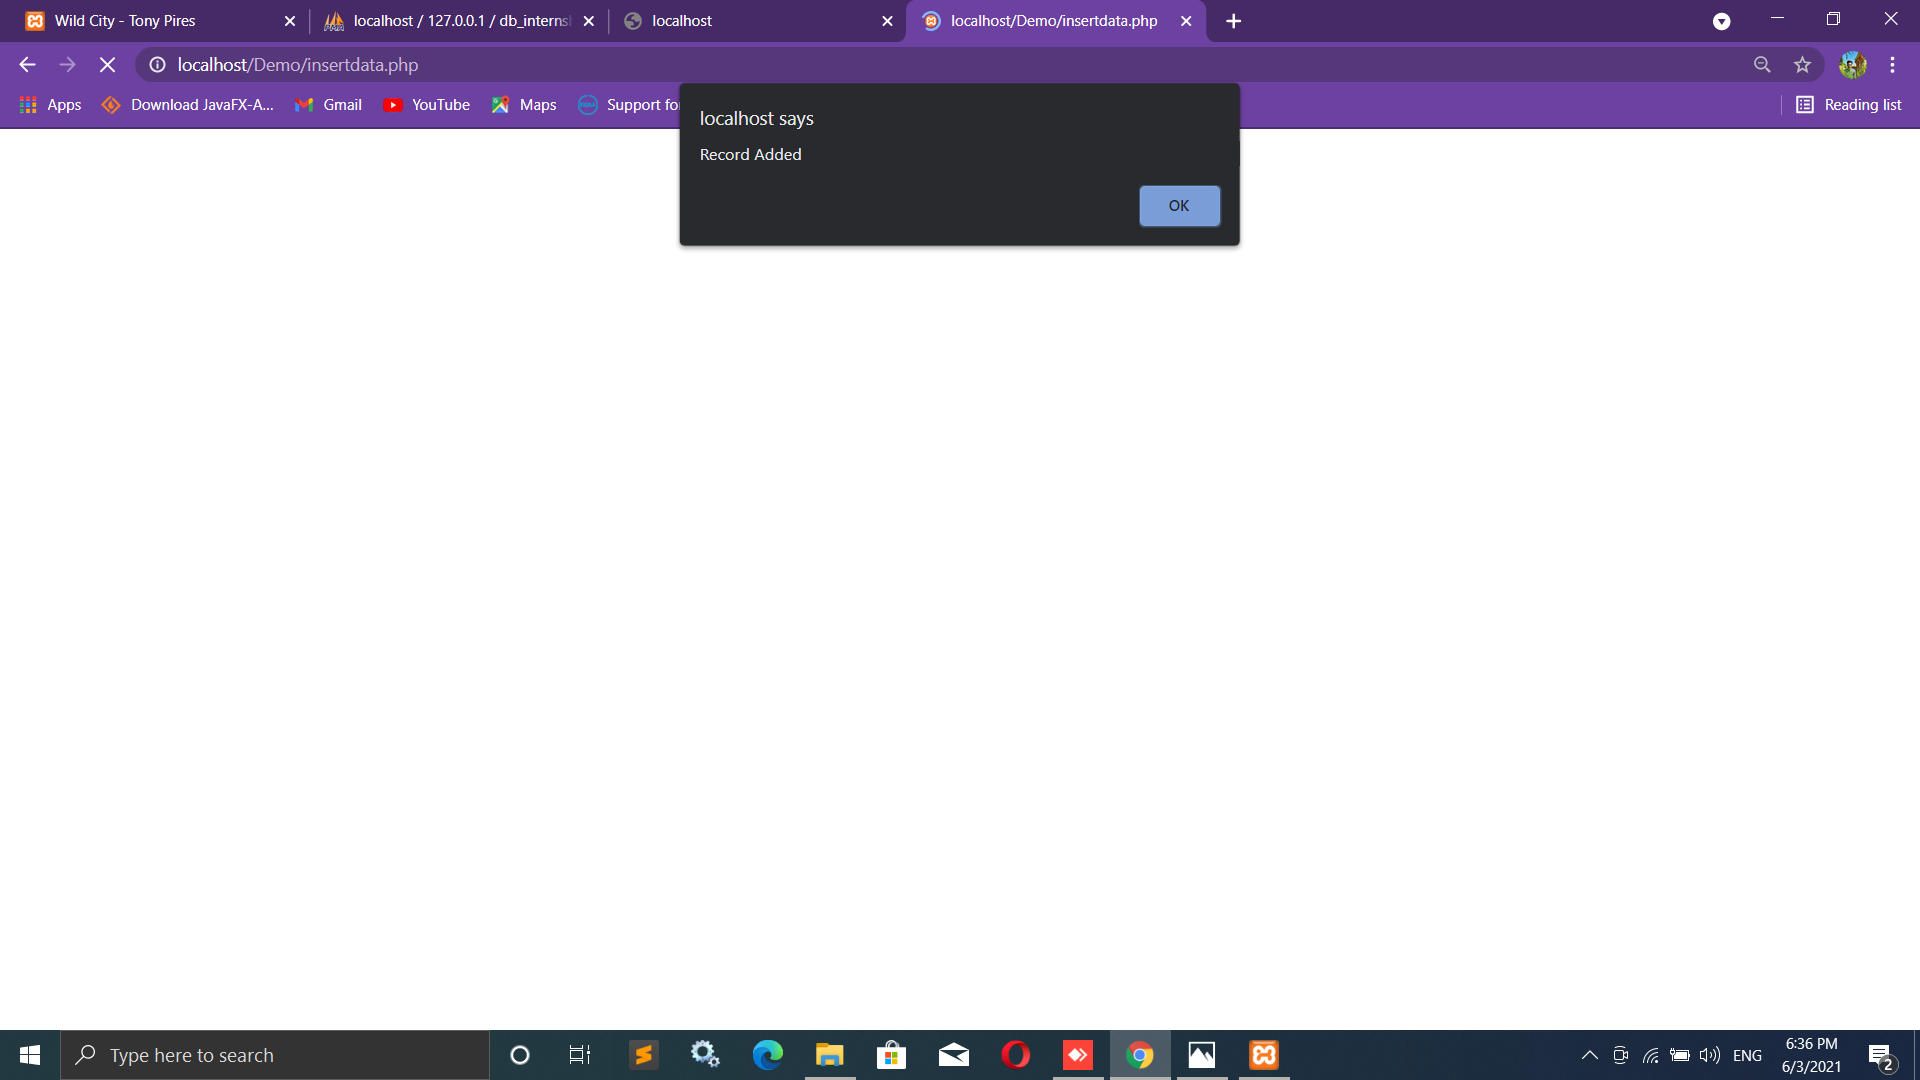 Wild City - Tony Pires
localhost / 127.0.0.1 / db_interns
localhost
localhost/Demo/insertdata.php
localhost/Demo/insertdata.php
Apps
Download JavaFX-A...
Gmail
YouTube
Maps
Support for
Reading list
localhost says
Record Added
OK
Type here to search
ENG
6:36 PM
6/3/2021
2